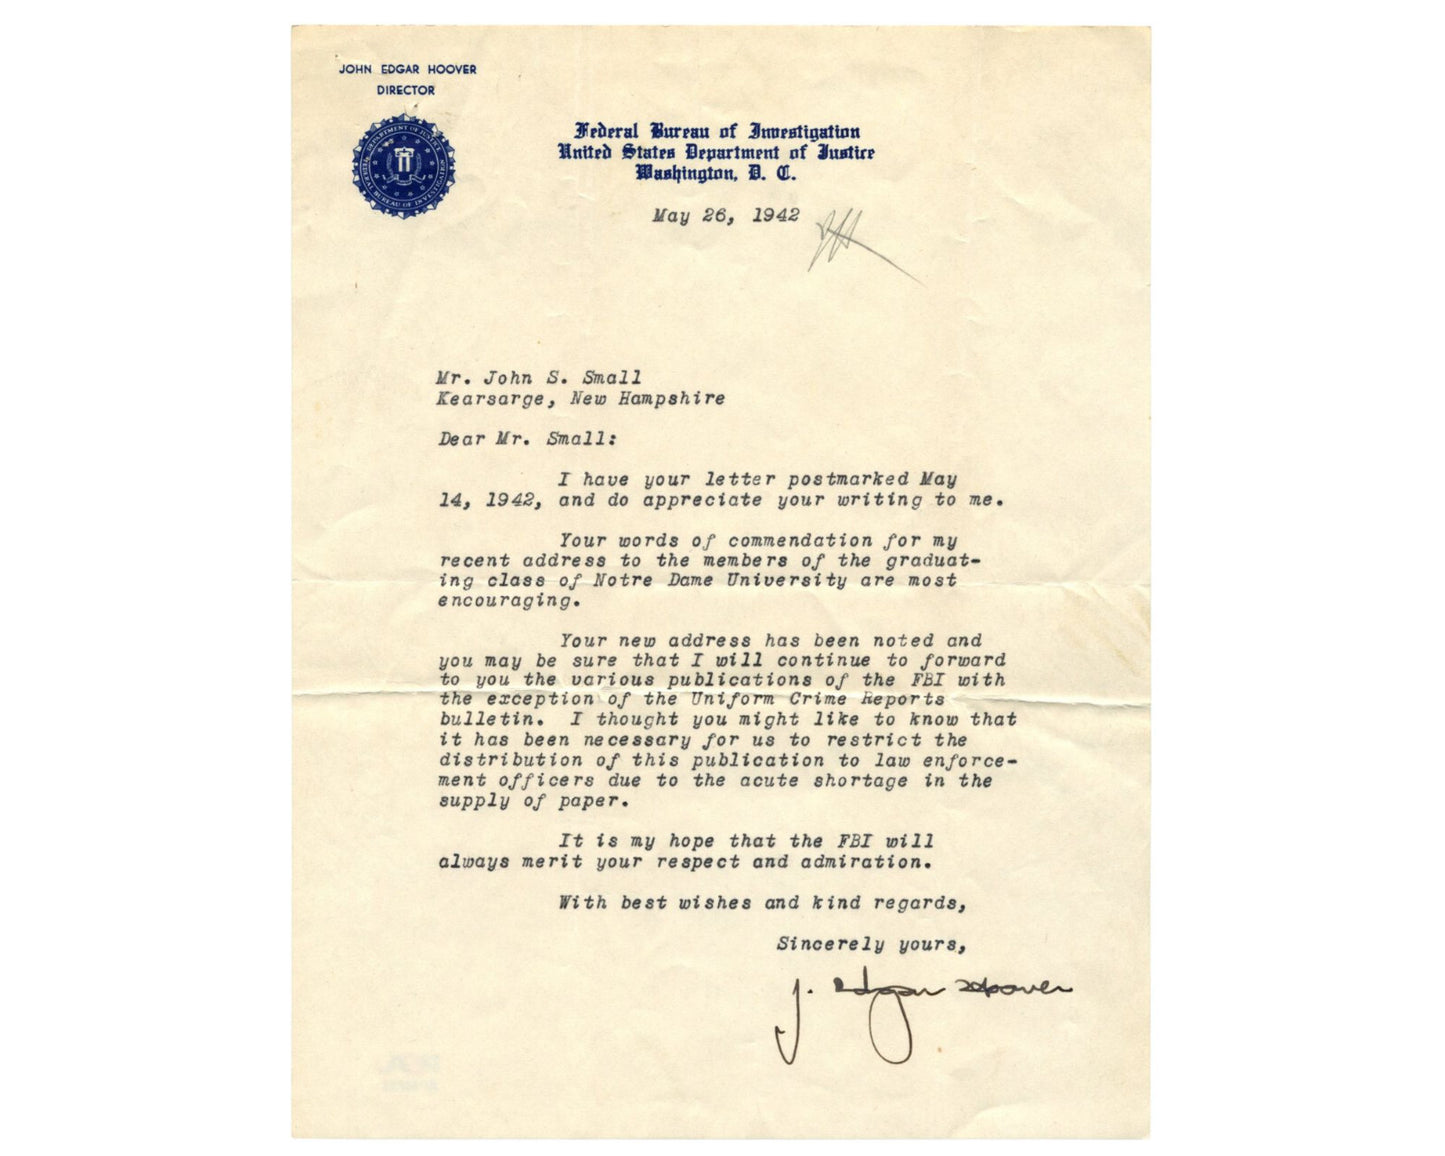 JOHN EDGAR HOOVER
DIRECTOR
DEPARTMENT OF JUSTICE
FEDERAL BUREAU OF INVESTIGATION
Federal Bureau of Investigation
United States Department of Justice
Washington, D. C.
May 26, 1942
Mr. John S. Small
Kearsarge, New Hampshire
Dear Mr. Small:
I have your letter postmarked May
14, 1942, and do appreciate your writing to me.
Your words of commendation for my
recent address to the members of the graduat-
ing class of Notre Dame University are most
encouraging.
Your new address has been noted and
you may be sure that I will continue to forward
to you the various publications of the FBI with
the exception of the Uniform Crime Reports
bulletin. I thought you might like to know that
it has been necessary for us to restrict the
distribution of this publication to law enforce-
ment officers due to the acute shortage in the
supply of paper.
It is my hope that the FBI will
always merit your respect and admiration.
With best wishes and kind regards,
Sincerely yours,
J. Edgar Hoover